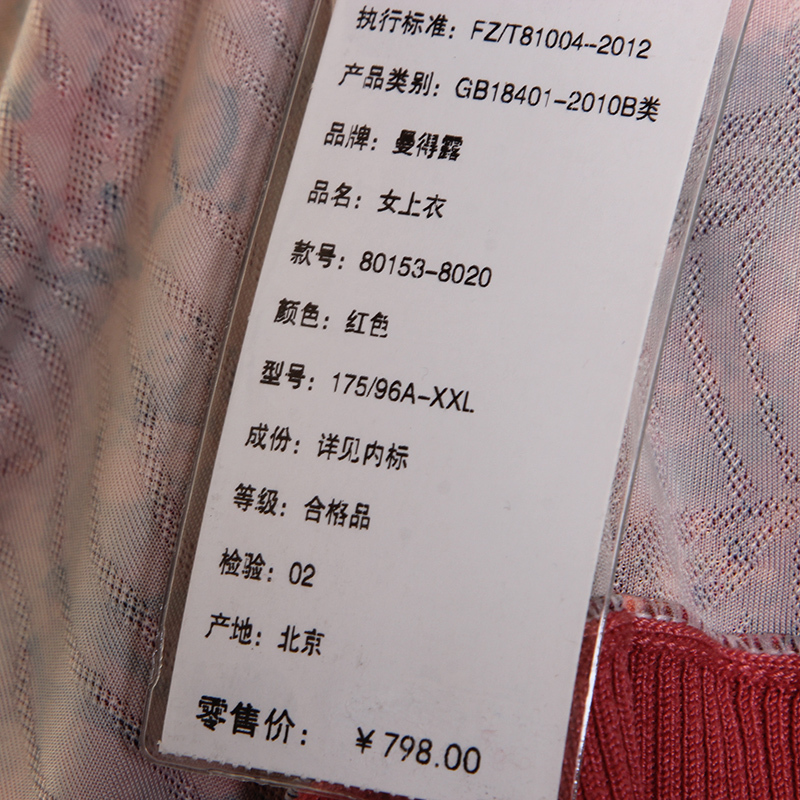 执行标准：FZ/T81004--2012
产品类别：GB18401-2010B类
品牌：曼得露
品名：女上衣
款号：80153-8020
颜色：红色
型号：175/96A-XXL
成份：详见内标
等级：合格品
检验：02
产地：北京
零售价：￥798.00